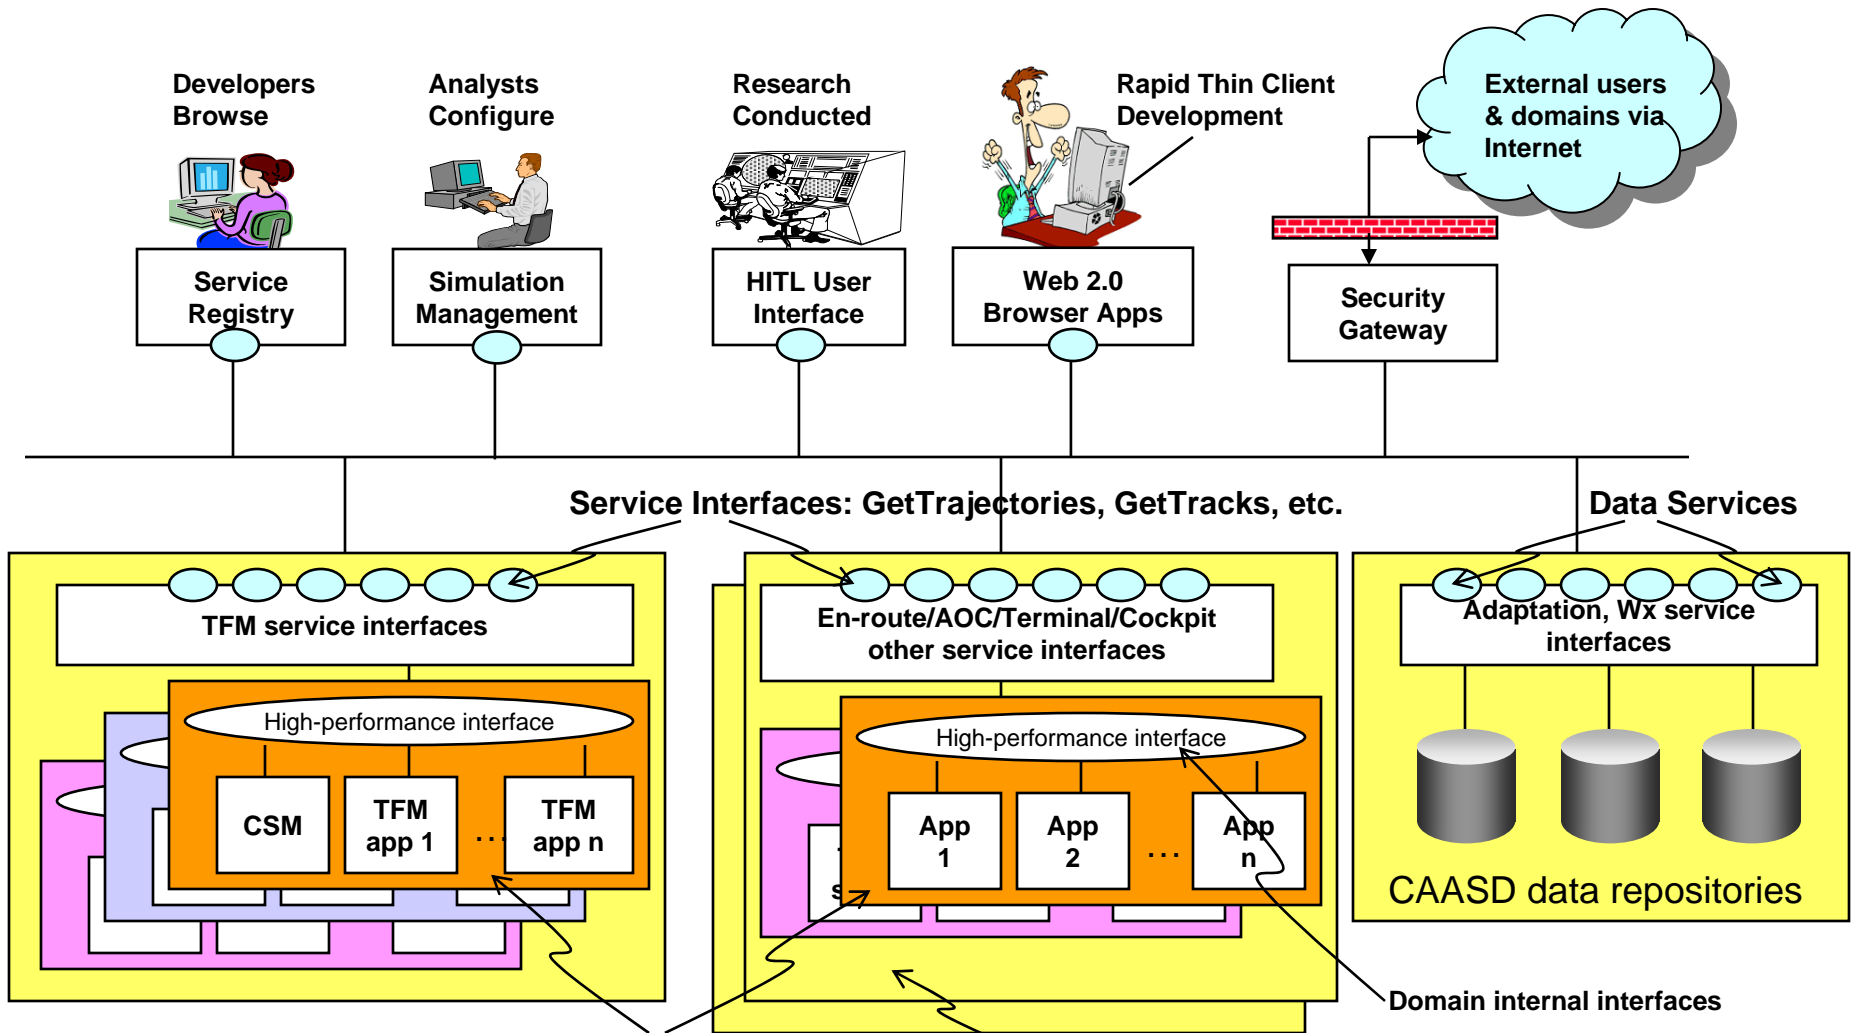 Developers
Browse
Analysts
Configure
Research
Conducted
Rapid Thin Client
Development
External users
& domains via
Internet
Service
Registry
Simulation
Management
HITL User
Interface
Web 2.0
Browser Apps
Security
Gateway
Service Interfaces: GetTrajectories, GetTracks, etc.
Data Services
TFM service interfaces
En-route/AOC/Terminal/Cockpit
other service interfaces
Adaptation, Wx service
interfaces
High-performance interface
High-performance interface
CSM
TFM
app 1
...
TFM
app n
App
1
App
2
...
App
n
CAASD data repositories
Domain internal interfaces